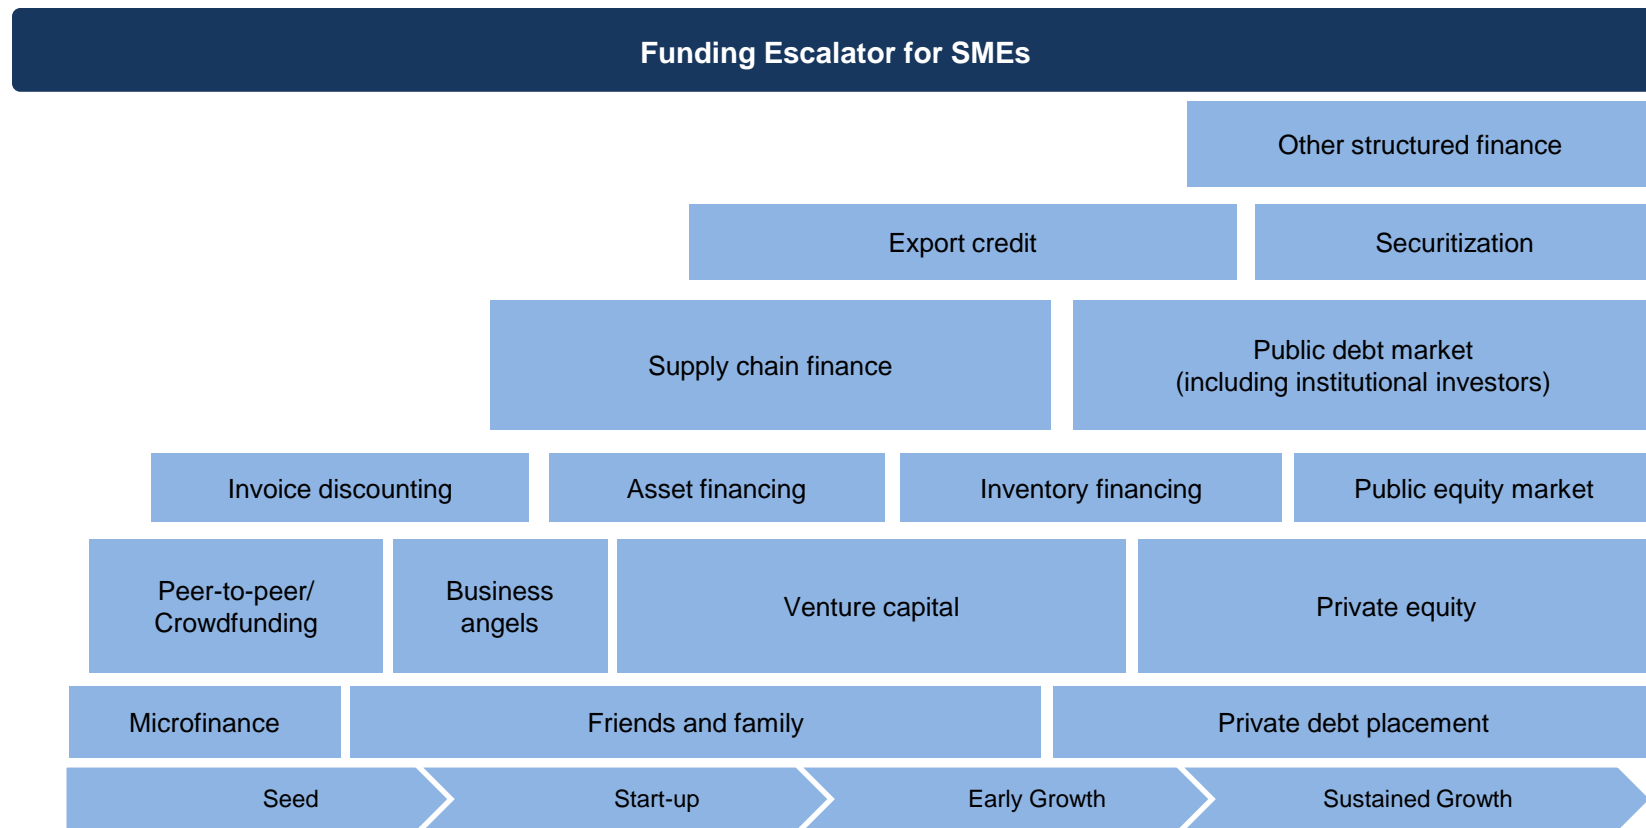 Funding Escalator for SMEs
Other structured finance
Export credit
Securitization
Supply chain finance
Public debt market
(including institutional investors)
Invoice discounting
Asset financing
Inventory financing
Public equity market
Peer-to-peer/
Crowdfunding
Business
angels
Venture capital
Private equity
Microfinance
Friends and family
Private debt placement
Seed
Start-up
Early Growth
Sustained Growth